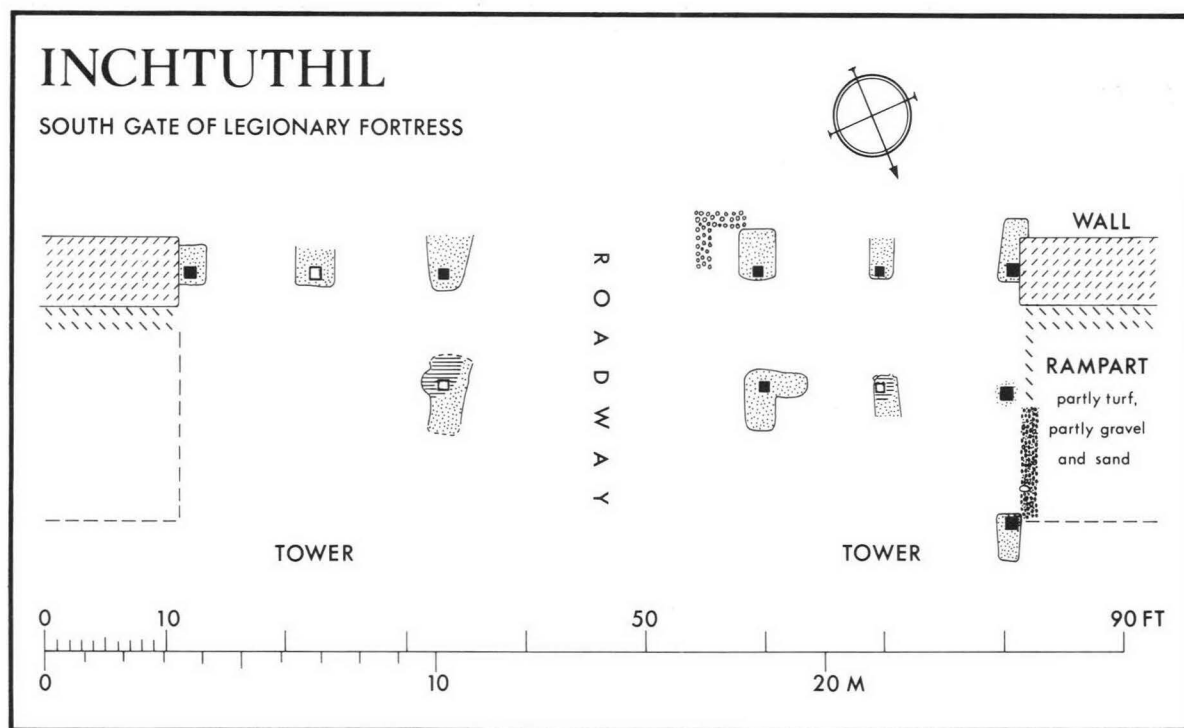 INCHTUTHIL
SOUTH GATE OF LEGIONARY FORTRESS
WALL
ROADWAY
RAMPART
partly turf,
partly gravel
and sand
TOWER
TOWER
0 10 50 90 FT
0 10 20 M